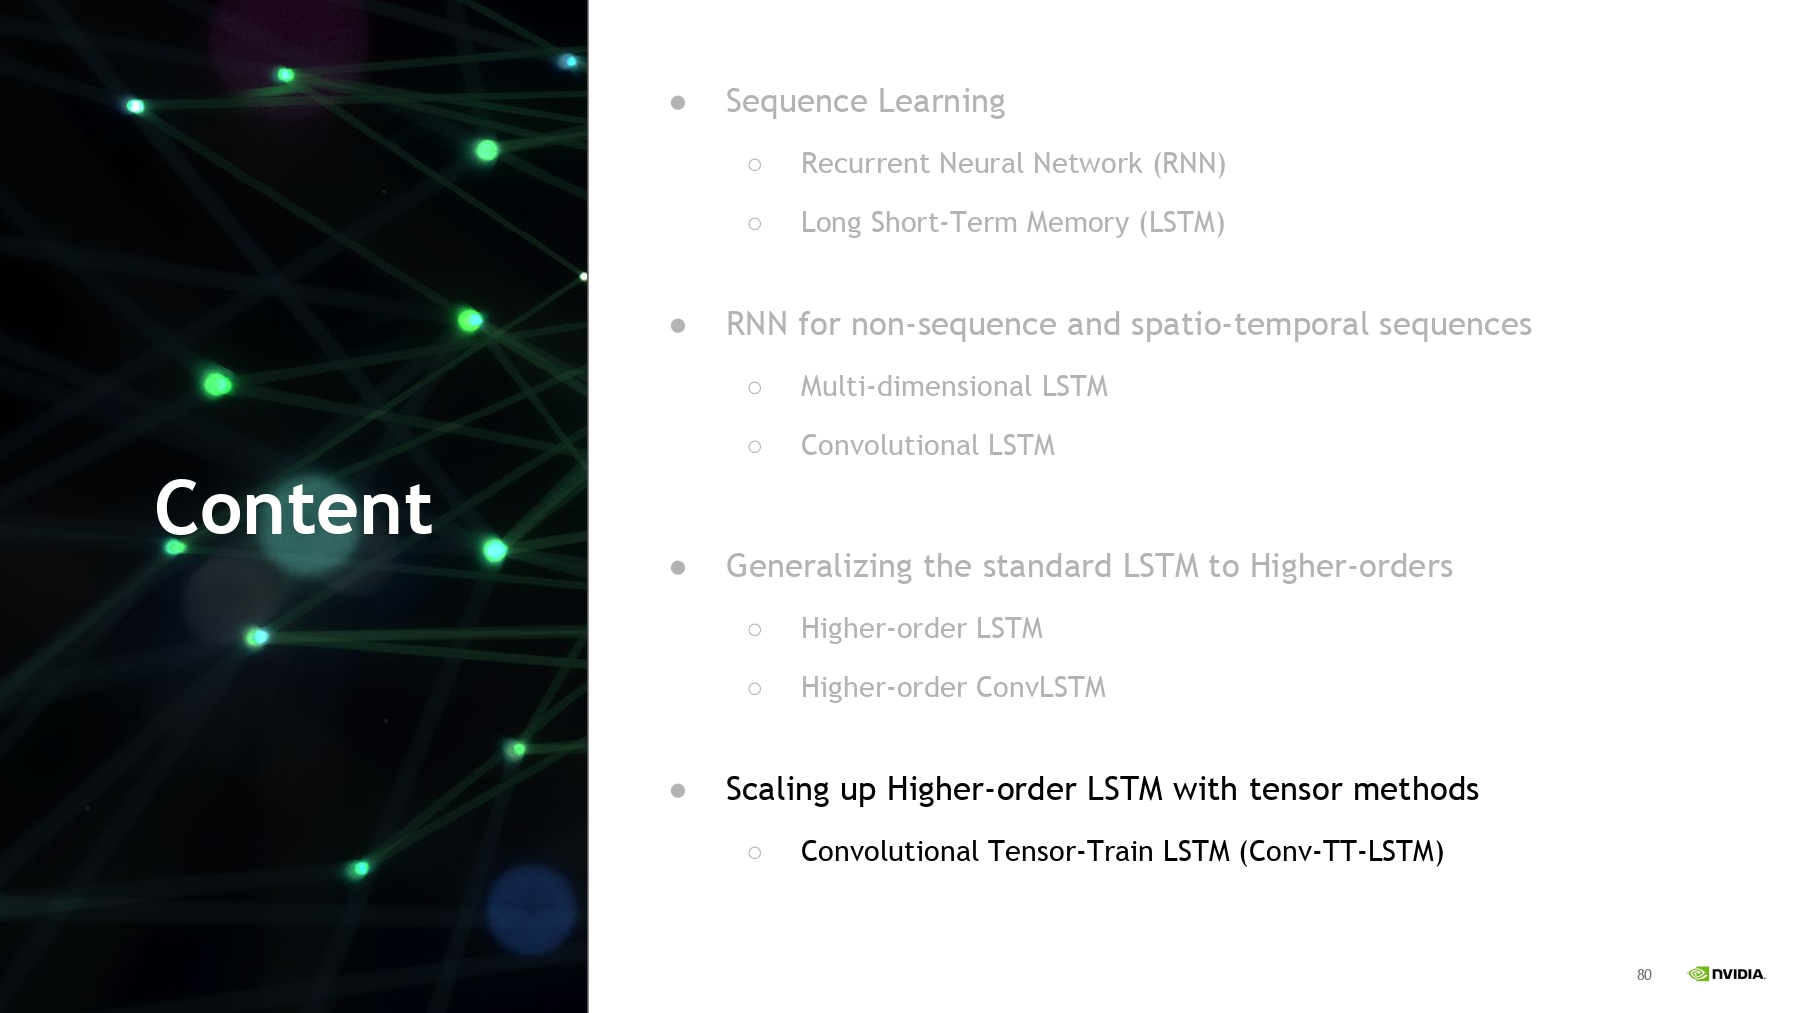 Content
● Sequence Learning
○ Recurrent Neural Network (RNN)
○ Long Short-Term Memory (LSTM)
● RNN for non-sequence and spatio-temporal sequences
○ Multi-dimensional LSTM
○ Convolutional LSTM
● Generalizing the standard LSTM to Higher-orders
○ Higher-order LSTM
○ Higher-order ConvLSTM
● Scaling up Higher-order LSTM with tensor methods
○ Convolutional Tensor-Train LSTM (Conv-TT-LSTM)
80
NVIDIA.